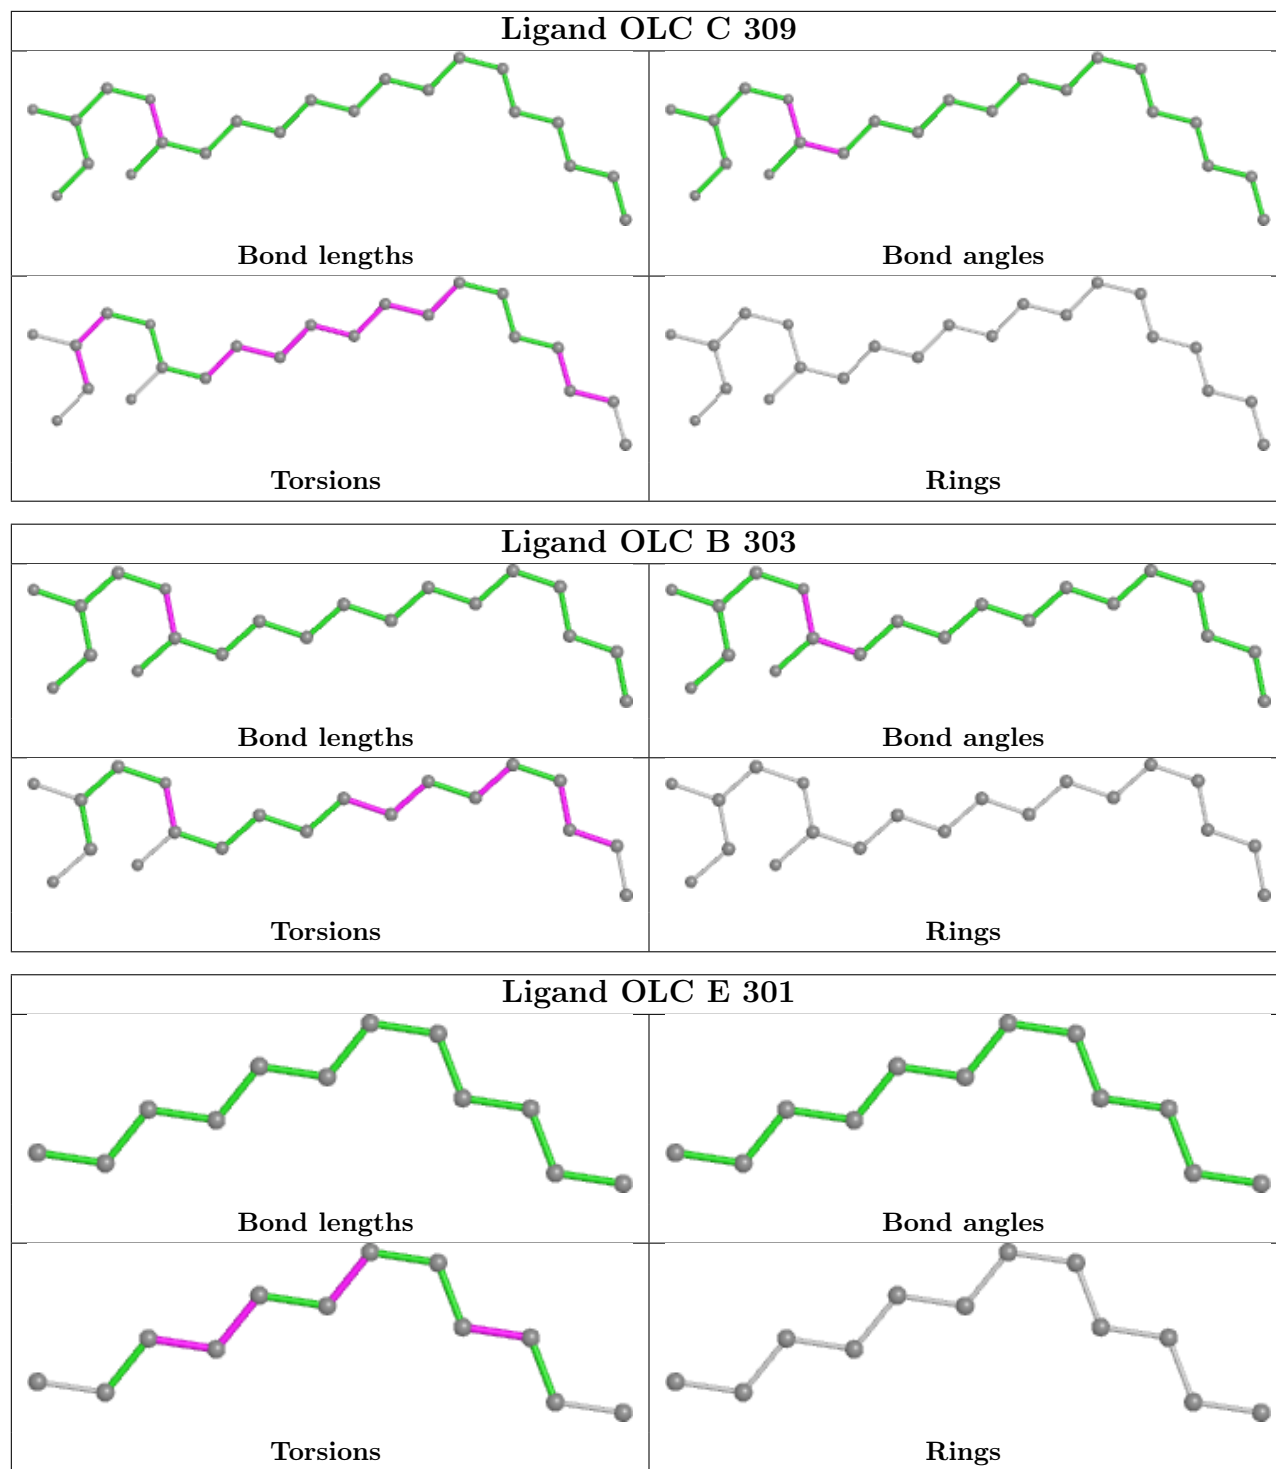 Ligand OLC C 309
Bond lengths
Bond angles
Torsions
Rings
Ligand OLC B 303
Bond lengths
Bond angles
Torsions
Rings
Ligand OLC E 301
Bond lengths
Bond angles
Torsions
Rings